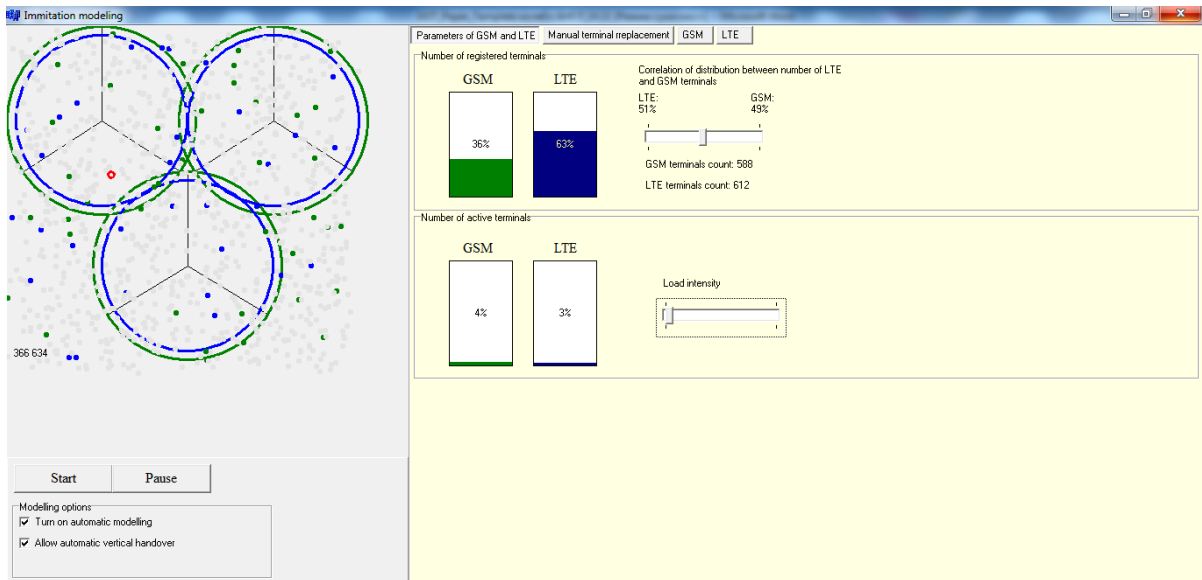 Immitation modeling
Parameters of GSM and LTE
Manual terminal rreplacement
GSM
LTE
Number of registered terminals
GSM
LTE
36%
63%
Correlation of distribution between number of LTE
and GSM terminals
LTE:
51%
GSM:
49%
GSM terminals count: 588
LTE terminals count: 612
Number of active terminals
GSM
LTE
4%
3%
Load intensity
366 634
Start
Pause
Modelling options
Turn on automatic modelling
Allow automatic vertical handover